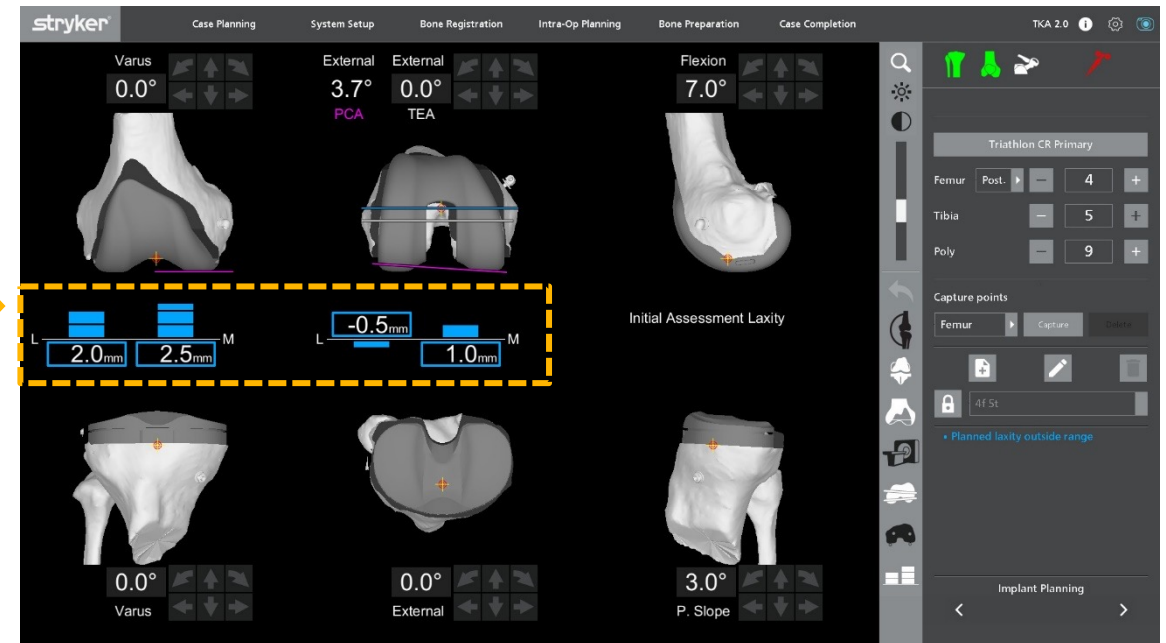 stryker
Case Planning
System Setup
Bone Registration
Intra-Op Planning
Bone Preparation
Case Completion
TKA 2.0
Varus
0.0°
External
3.7°
PCA
External
0.0°
TEA
Flexion
7.0°
L
2.0mm
2.5mm
M
L
-0.5mm
1.0mm
M
Initial Assessment Laxity
0.0°
Varus
0.0°
External
3.0°
P. Slope
Triathlon CR Primary
Femur Post. - 4 +
Tibia - 5 +
Poly - 9 +
Capture points
Femur Capture Delete
4f St
• Planned laxity outside range
Implant Planning